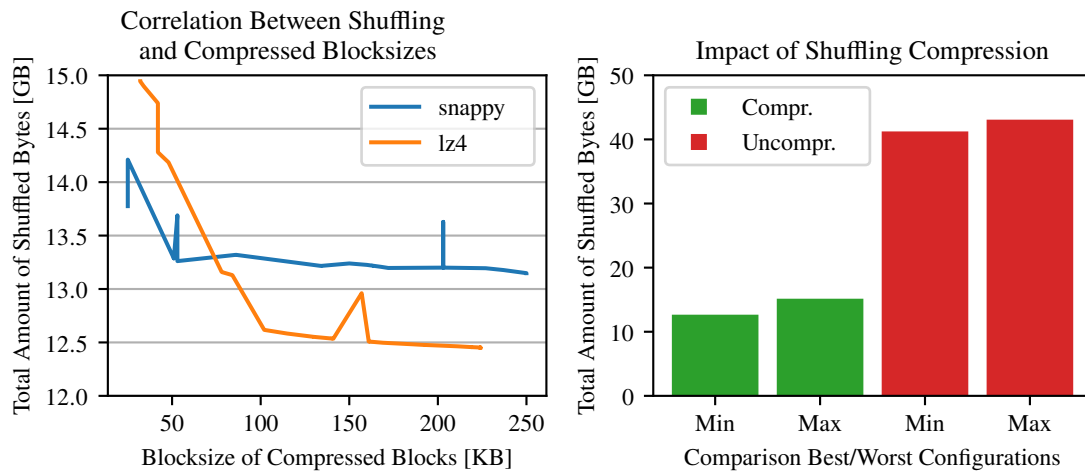 Correlation Between Shuffling
and Compressed Blocksizes
Total Amount of Shuffled Bytes [GB]
15.0
14.5
14.0
13.5
13.0
12.5
12.0
snappy
lz4
50
100
150
200
250
Blocksize of Compressed Blocks [KB]
Impact of Shuffling Compression
Total Amount of Shuffled Bytes [GB]
50
40
30
20
10
0
Compr.
Uncompr.
Min
Max
Min
Max
Comparison Best/Worst Configurations